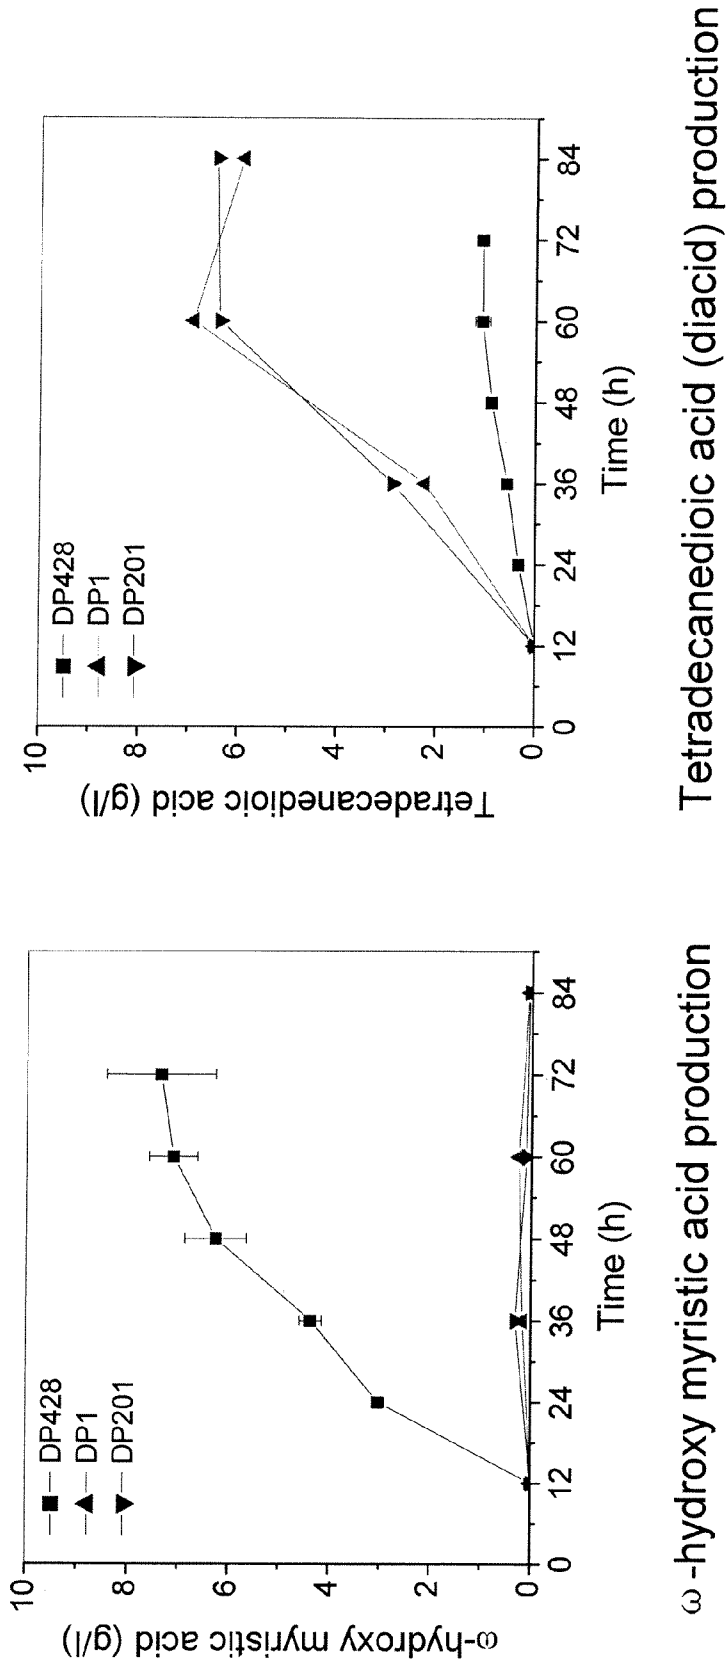 ω-hydroxy myristic acid (g/l)
10
8
6
4
2
0
DP428
DP1
DP201
0 12 24 36 48 60 72 84
Time (h)
ω-hydroxy myristic acid production
Tetradecanedioic acid (g/l)
10
8
6
4
2
0
DP428
DP1
DP201
0 12 24 36 48 60 72 84
Time (h)
Tetradecanedioic acid (diacid) production